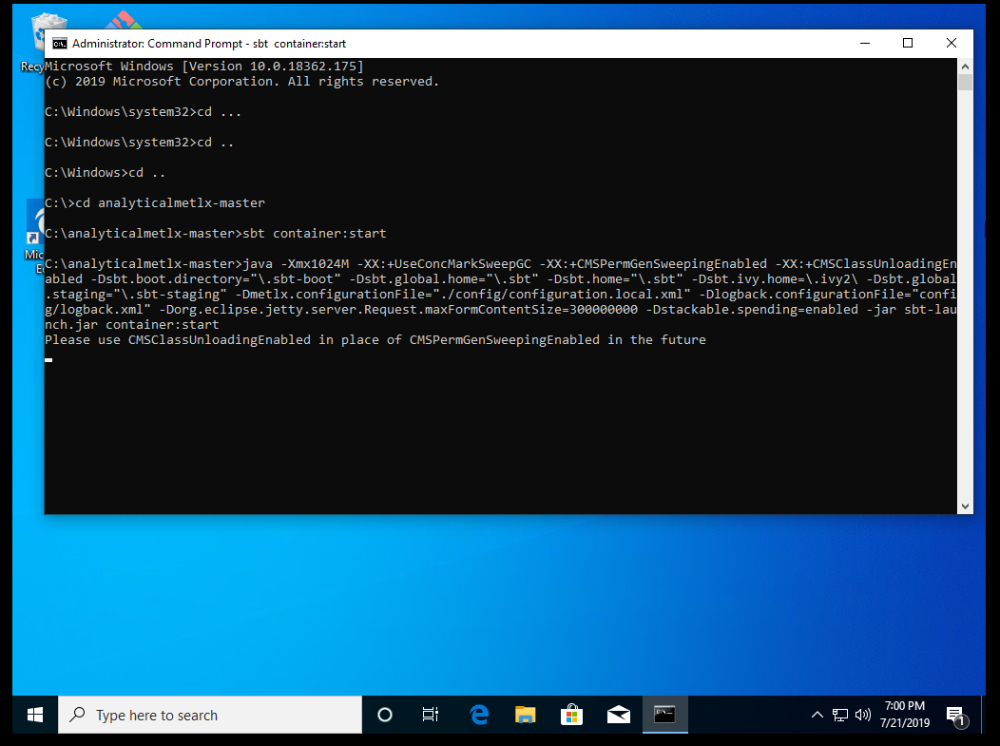 Administrator: Command Prompt - sbt  container:start
Recy
Microsoft Windows [Version 10.0.18362.175]
(c) 2019 Microsoft Corporation. All rights reserved.
C:\Windows\system32>cd ...
C:\Windows\system32>cd ..
C:\Windows>cd ..
C:\>cd analyticalmetlx-master
C:\analyticalmetlx-master>sbt container:start
Mic
E
C:\analyticalmetlx-master>java -Xmx1024M -XX:+UseConcMarkSweepGC -XX:+CMSPermGenSweepingEnabled -XX:+CMSClassUnloadingEn
abled -Dsbt.boot.directory="\.sbt-boot" -Dsbt.global.home="\.sbt" -Dsbt.home="\.sbt" -Dsbt.ivy.home=\.ivy2\ -Dsbt.global
.staging="\.sbt-staging" -Dmetlx.configurationFile="./config/configuration.local.xml" -Dlogback.configurationFile="confi
g/logback.xml" -Dorg.eclipse.jetty.server.Request.maxFormContentSize=300000000 -Dstackable.spending=enabled -jar sbt-lau
nch.jar container:start
Please use CMSClassUnloadingEnabled in place of CMSPermGenSweepingEnabled in the future
Type here to search
7:00 PM
7/21/2019
1